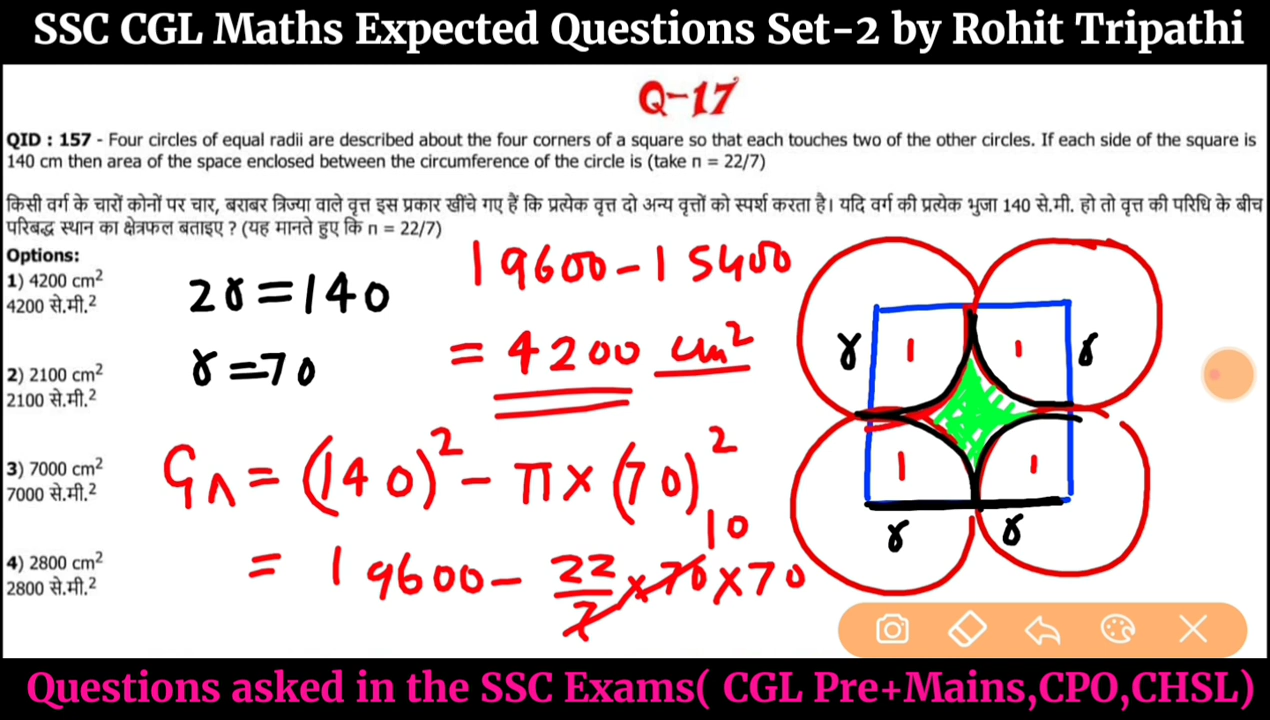 SSC CGL Maths Expected Questions Set-2 by Rohit Tripathi
Q-17
QID : 157 - Four circles of equal radii are described about the four corners of a square so that each touches two of the other circles. If each side of the square is
140 cm then area of the space enclosed between the circumference of the circle is (take n = 22/7)
किसी वर्ग के चारों कोनों पर चार, बराबर त्रिज्या वाले वृत्त इस प्रकार खींचे गए हैं कि प्रत्येक वृत्त दो अन्य वृत्तों को स्पर्श करता है। यदि वर्ग की प्रत्येक भुजा 140 से.मी. हो तो वृत्त की परिधि के बीच
परिबद्ध स्थान का क्षेत्रफल बताइए ? (यह मानते हुए कि n = 22/7)
Options:
1) 4200 cm²
4200 से.मी.²
2) 2100 cm²
2100 से.मी.²
3) 7000 cm²
7000 से.मी.²
4) 2800 cm²
2800 से.मी.²
2r = 140
r = 70
19600 - 15400
= 4200 cm²
= (140)² - π × (70)²
10
= 19600 - 22/7 × 70 × 70
r 1 1 r
1 1
r r
Questions asked in the SSC Exams( CGL Pre+Mains,CPO,CHSL)